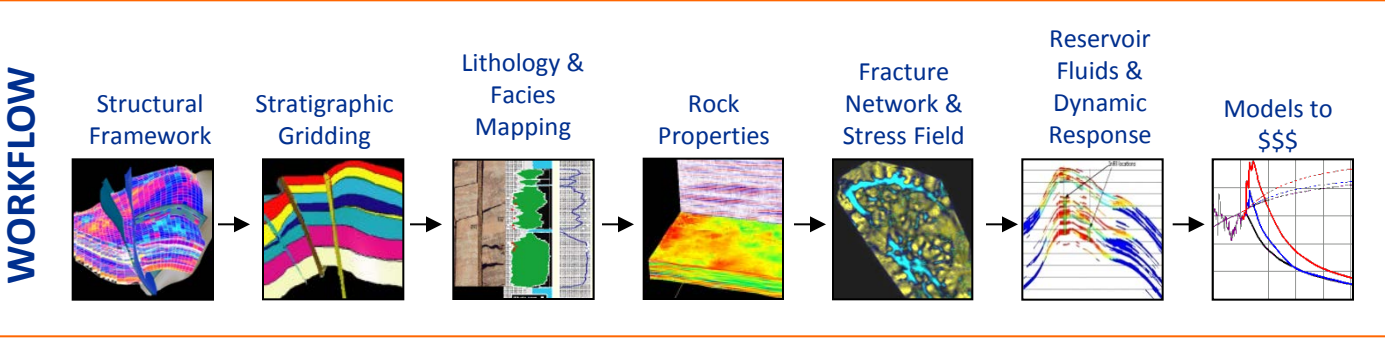 WORKFLOW
Structural
Framework
Stratigraphic
Gridding
Lithology &
Facies
Mapping
Rock
Properties
Fracture
Network &
Stress Field
Reservoir
Fluids &
Dynamic
Response
Models to
$$$